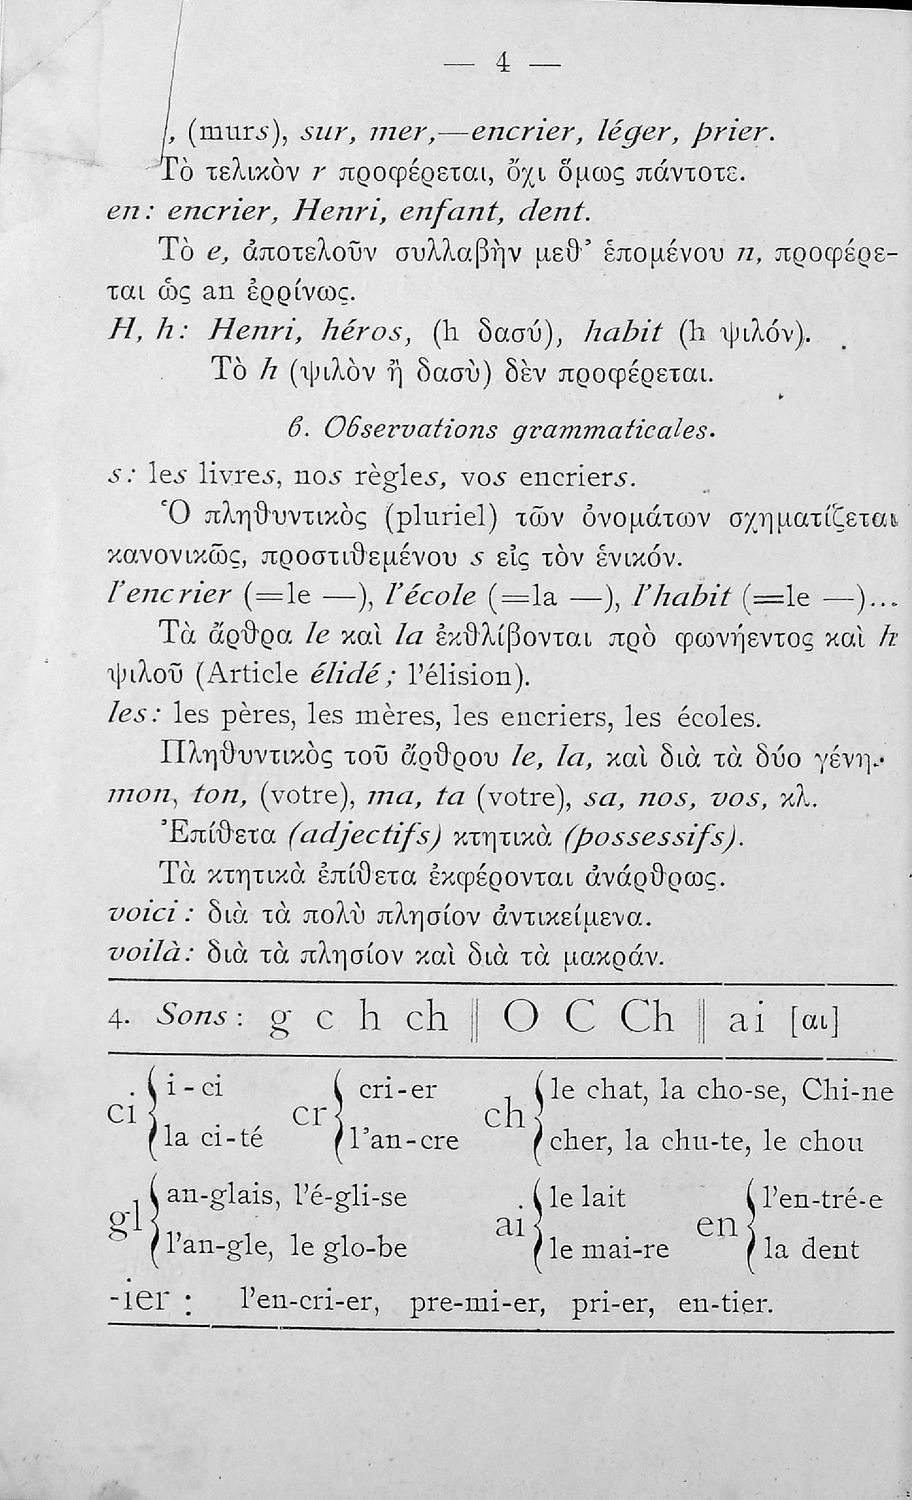 — 4 —
, (murs), sur, mer,—encrier, léger, prier.
Τὸ τελικὸν r προφέρεται, ὄχι ὅμως πάντοτε.
en: encrier, Henri, enfant, dent.
Τὸ e, ἀποτελοῦν συλλαβὴν μεθ’ ἑπομένου n, προφέρε-
ται ὡς an ἐρρίνως.
H, h: Henri, héros, (h δασύ), habit (h ψιλόν).
Τὸ h (ψιλὸν ἢ δασὺ) δὲν προφέρεται.
6. Observations grammaticales.
s: les livres, nos règles, vos encriers.
Ὁ πληθυντικὸς (pluriel) τῶν ὀνομάτων σχηματίζεται
κανονικῶς, προστιθεμένου s εἰς τὸν ἑνικόν.
l’encrier (=le —), l’école (=la —), l’habit (=le —)...
Τὰ ἄρθρα le καὶ la ἐκθλίβονται πρὸ φωνήεντος καὶ h
ψιλοῦ (Article élidé; l’élision).
les: les pères, les mères, les encriers, les écoles.
Πληθυντικὸς τοῦ ἄρθρου le, la, καὶ διὰ τὰ δύο γένη.
mon, ton, (votre), ma, ta (votre), sa, nos, vos, κλ.
Ἐπίθετα (adjectifs) κτητικὰ (possessifs).
Τὰ κτητικὰ ἐπίθετα ἐκφέρονται ἀνάρθρως.
voici: διὰ τὰ πολὺ πλησίον ἀντικείμενα.
voilà: διὰ τὰ πλησίον καὶ διὰ τὰ μακράν.
4. Sons: g c h ch || O C Ch || ai [αι]
ci { i-ci cr { cri-er ch { le chat, la cho-se, Chi-ne
la ci-té l’an-cre cher, la chu-te, le chou
gl { an-glais, l’é-gli-se ai { le lait en { l’en-tré-e
l’an-gle, le glo-be le mai-re la dent
-ier : l’en-cri-er, pre-mi-er, pri-er, en-tier.